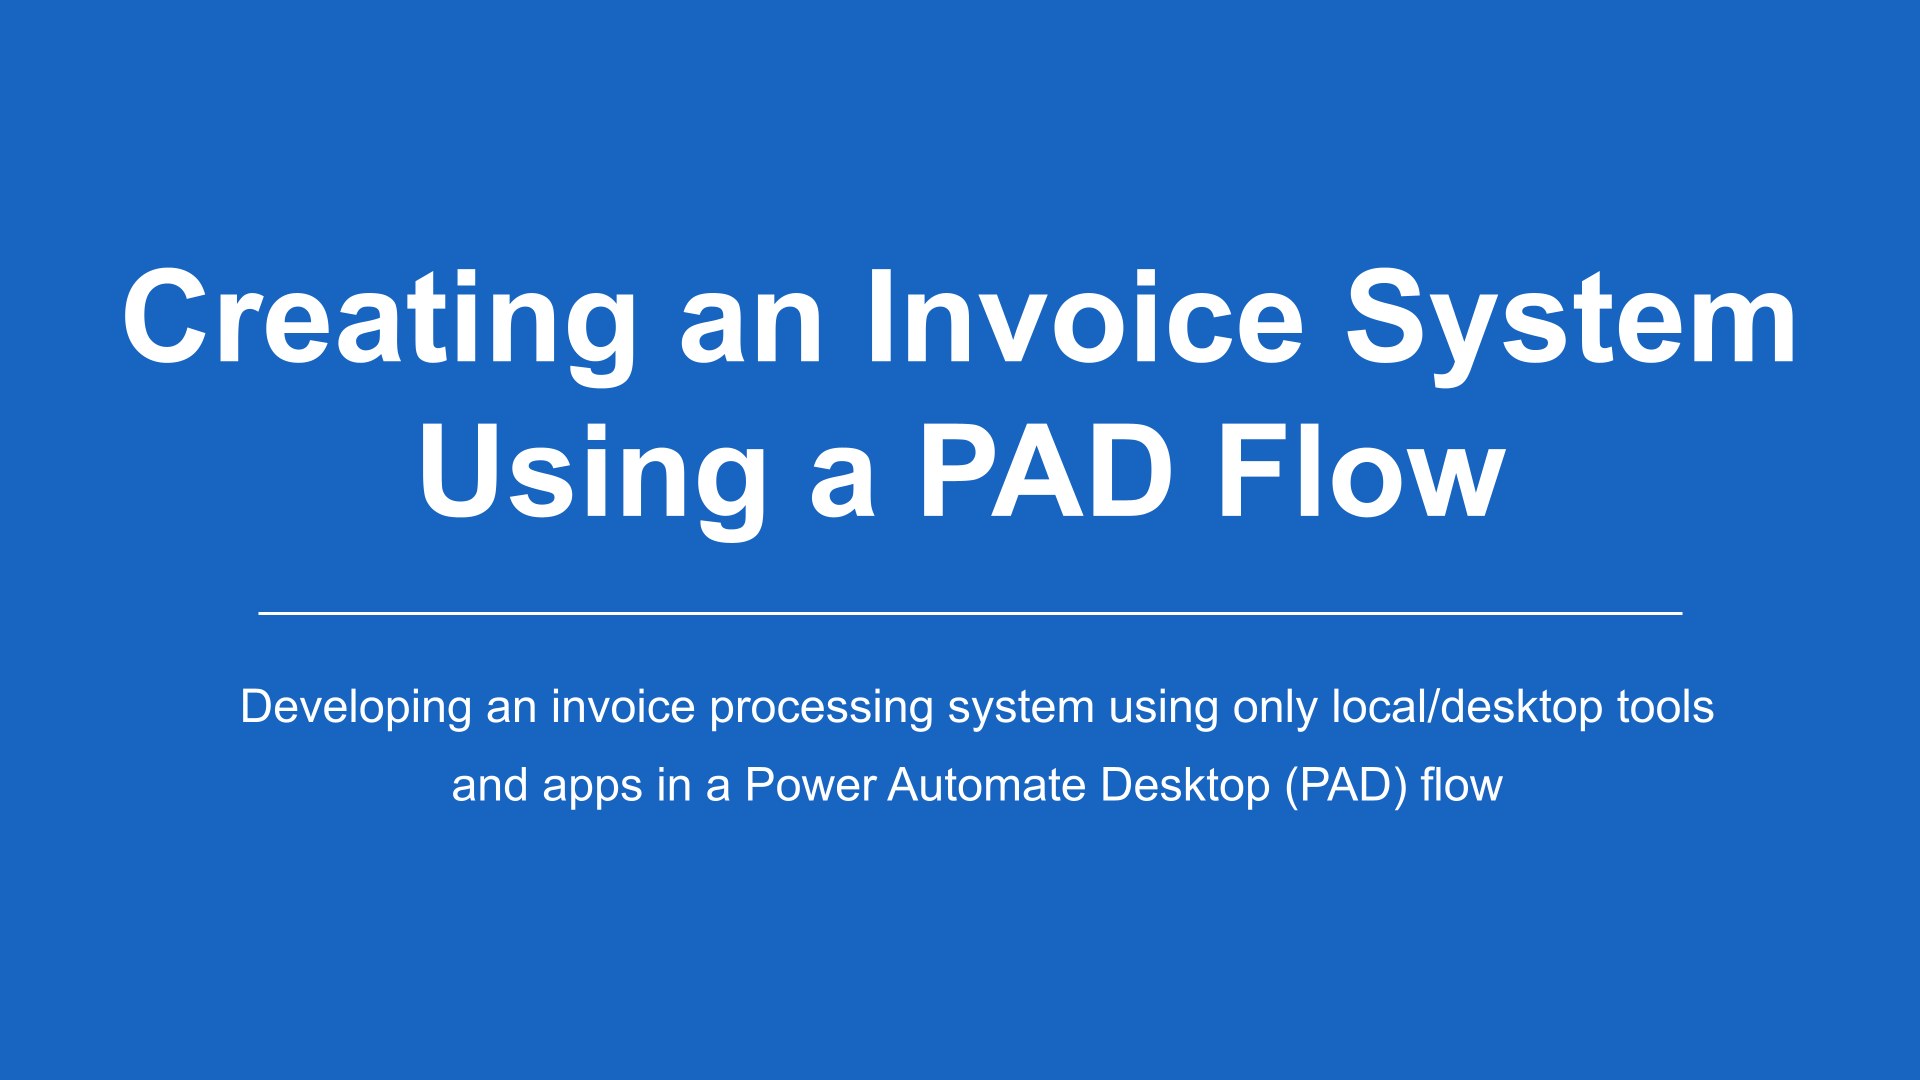 Creating an Invoice System
Using a PAD Flow
Developing an invoice processing system using only local/desktop tools
and apps in a Power Automate Desktop (PAD) flow